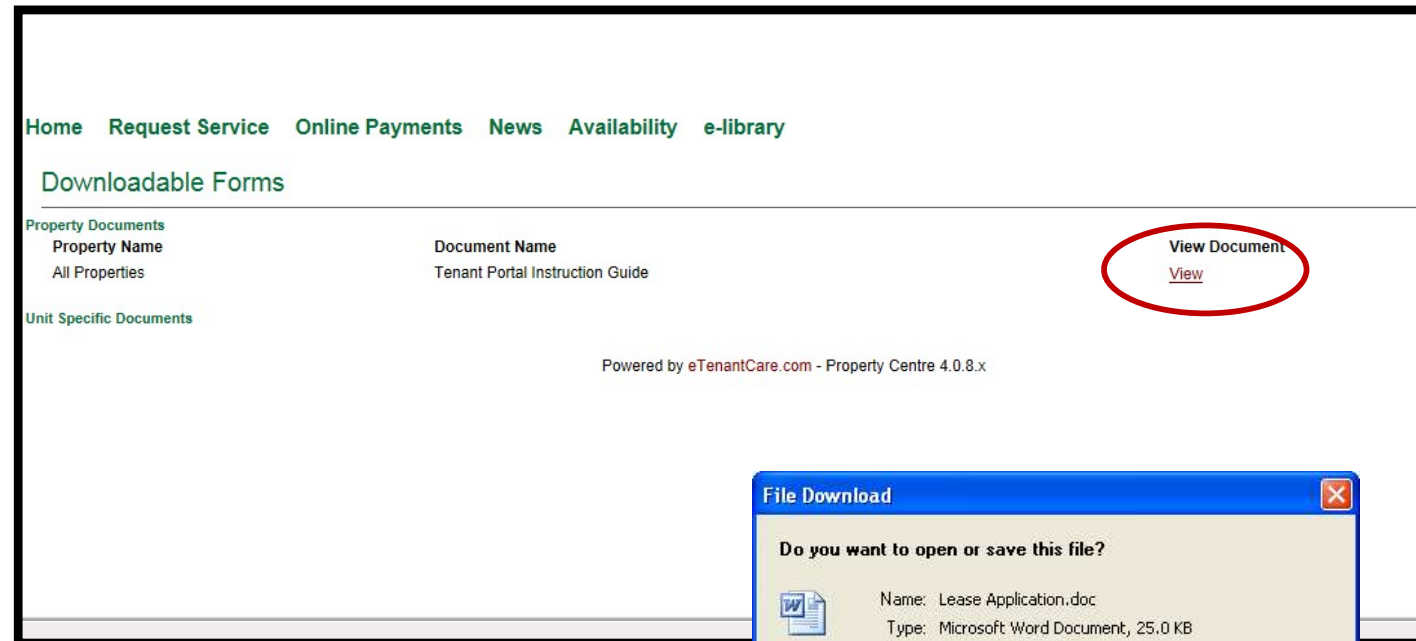 Home Request Service Online Payments News Availability e-library
Downloadable Forms
Property Documents
Property Name Document Name View Document
All Properties Tenant Portal Instruction Guide View
Unit Specific Documents
Powered by eTenantCare.com - Property Centre 4.0.8.x
File Download
Do you want to open or save this file?
Name: Lease Application.doc
Type: Microsoft Word Document, 25.0 KB